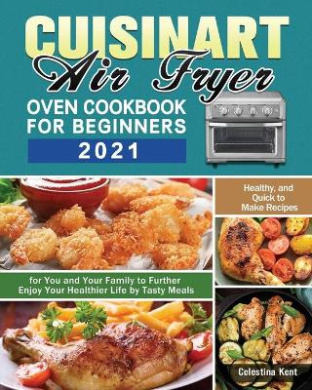 CUISINART
Air Fryer
OVEN COOKBOOK
FOR BEGINNERS
2021
Healthy, and
Quick to
Make Recipes
for You and Your Family to Further
Enjoy Your Healthier Life by Tasty Meals
Celestina Kent